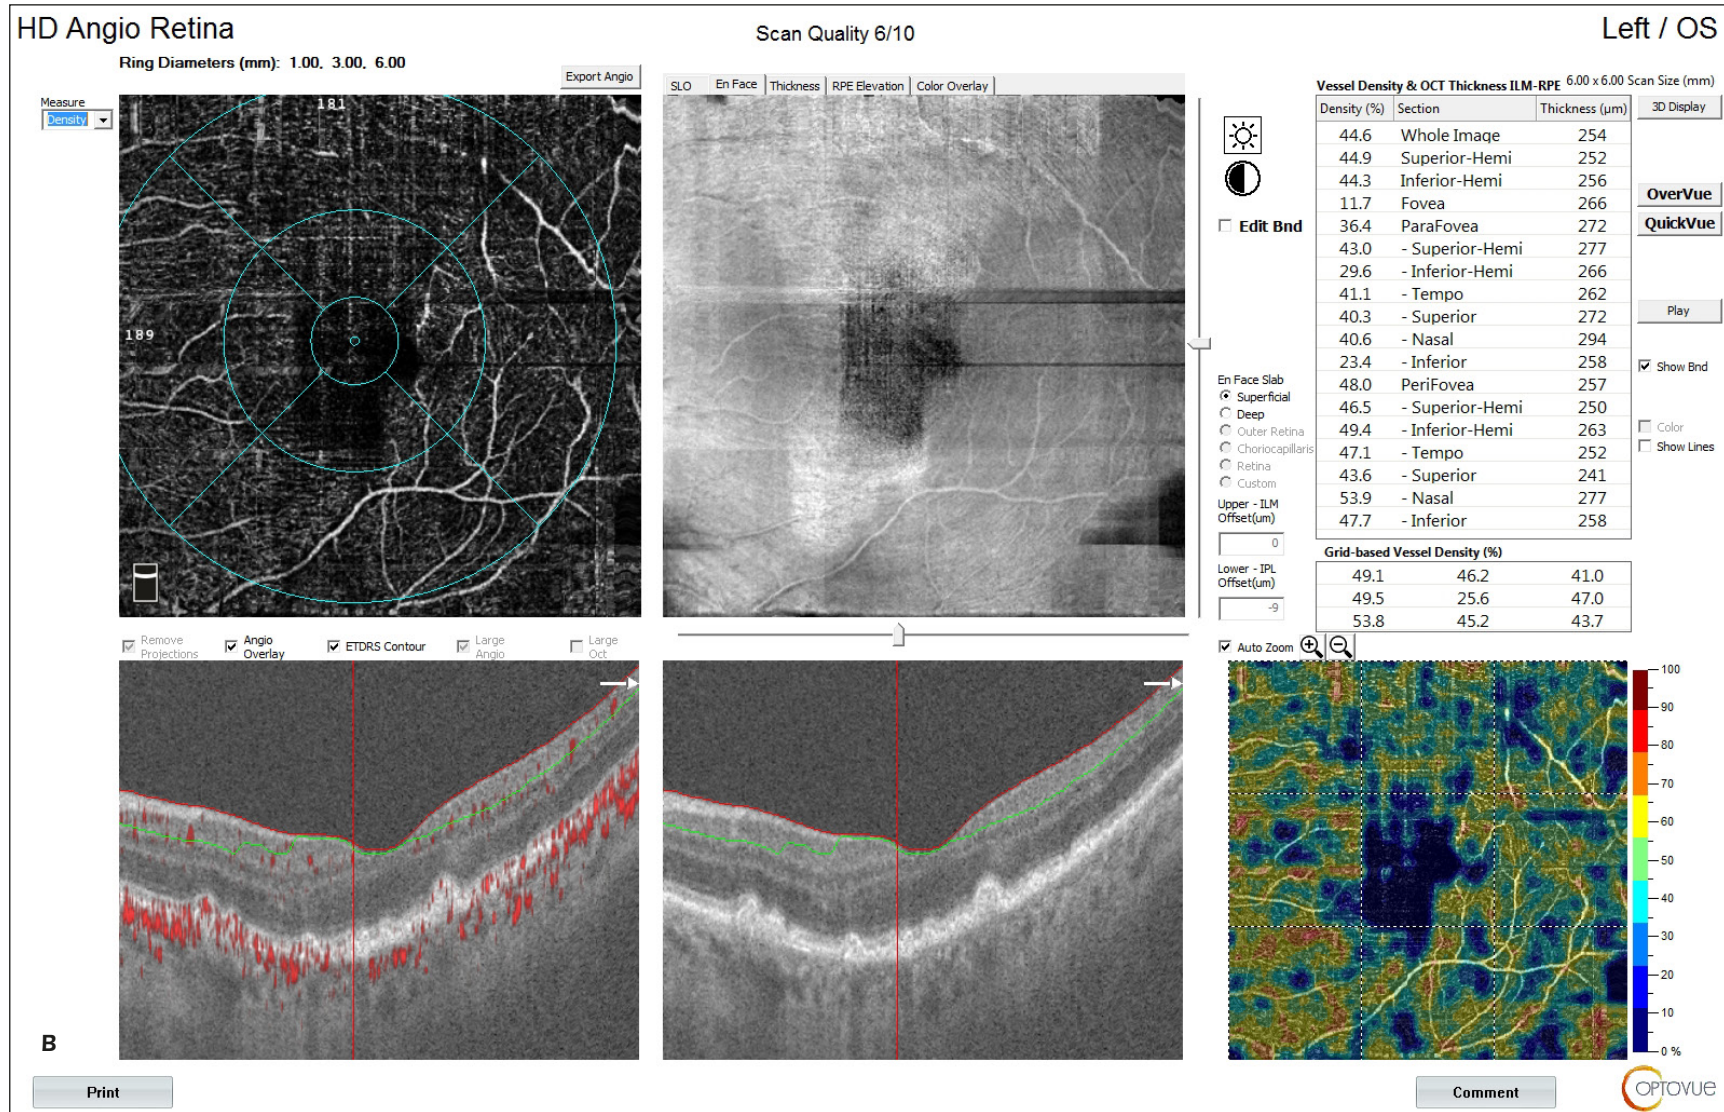 HD Angio Retina
Scan Quality 6/10
Left / OS
Ring Diameters (mm): 1.00, 3.00, 6.00
Export Angio
Measure
Density
181
189
SLO
En Face
Thickness
RPE Elevation
Color Overlay
Edit Bnd
En Face Slab
Superficial
Deep
Outer Retina
Choriocapillaris
Retina
Custom
Upper - ILM
Offset(um)
0
Lower - IPL
Offset(um)
-9
Vessel Density & OCT Thickness ILM-RPE 6.00 x 6.00 Scan Size (mm)
Density (%) Section Thickness (µm)
44.6 Whole Image 254
44.9 Superior-Hemi 252
44.3 Inferior-Hemi 256
11.7 Fovea 266
36.4 ParaFovea 272
43.0 - Superior-Hemi 277
29.6 - Inferior-Hemi 266
41.1 - Tempo 262
40.3 - Superior 272
40.6 - Nasal 294
23.4 - Inferior 258
48.0 PeriFovea 257
46.5 - Superior-Hemi 250
49.4 - Inferior-Hemi 263
47.1 - Tempo 252
43.6 - Superior 241
53.9 - Nasal 277
47.7 - Inferior 258
Grid-based Vessel Density (%)
49.1 46.2 41.0
49.5 25.6 47.0
53.8 45.2 43.7
3D Display
OverVue
QuickVue
Play
Show Bnd
Color
Show Lines
Remove
Projections
Angio
Overlay
ETDRS Contour
Large
Angio
Large
Oct
Auto Zoom
100
90
80
70
60
50
40
30
20
10
0 %
B
Print
Comment
OPTOVUE